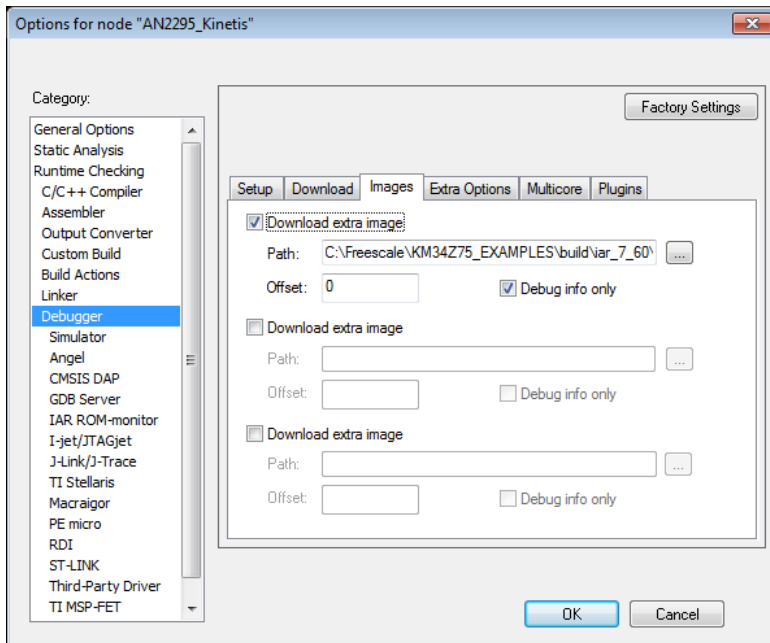 Options for node "AN2295_Kinetis"
Category:
General Options
Static Analysis
Runtime Checking
C/C++ Compiler
Assembler
Output Converter
Custom Build
Build Actions
Linker
Debugger
Simulator
Angel
CMSIS DAP
GDB Server
IAR ROM-monitor
I-jet/JTAGjet
J-Link/J-Trace
TI Stellaris
Macraigor
PE micro
RDI
ST-LINK
Third-Party Driver
TI MSP-FET
Factory Settings
Setup Download Images Extra Options Multicore Plugins
Download extra image
Path: C:\Freescale\KM34Z75_EXAMPLES\build\iar_7_60\ ...
Offset: 0 Debug info only
Download extra image
Path: ...
Offset: Debug info only
Download extra image
Path: ...
Offset: Debug info only
OK Cancel